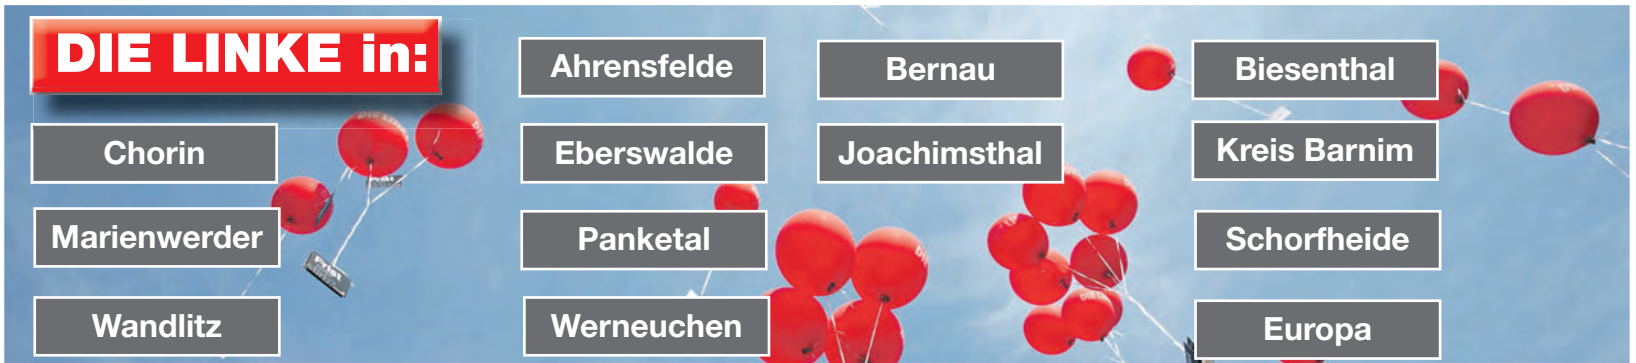 DIE LINKE in:
Ahrensfelde
Bernau
Biesenthal
Chorin
Eberswalde
Joachimsthal
Kreis Barnim
Marienwerder
Panketal
Schorfheide
Wandlitz
Werneuchen
Europa